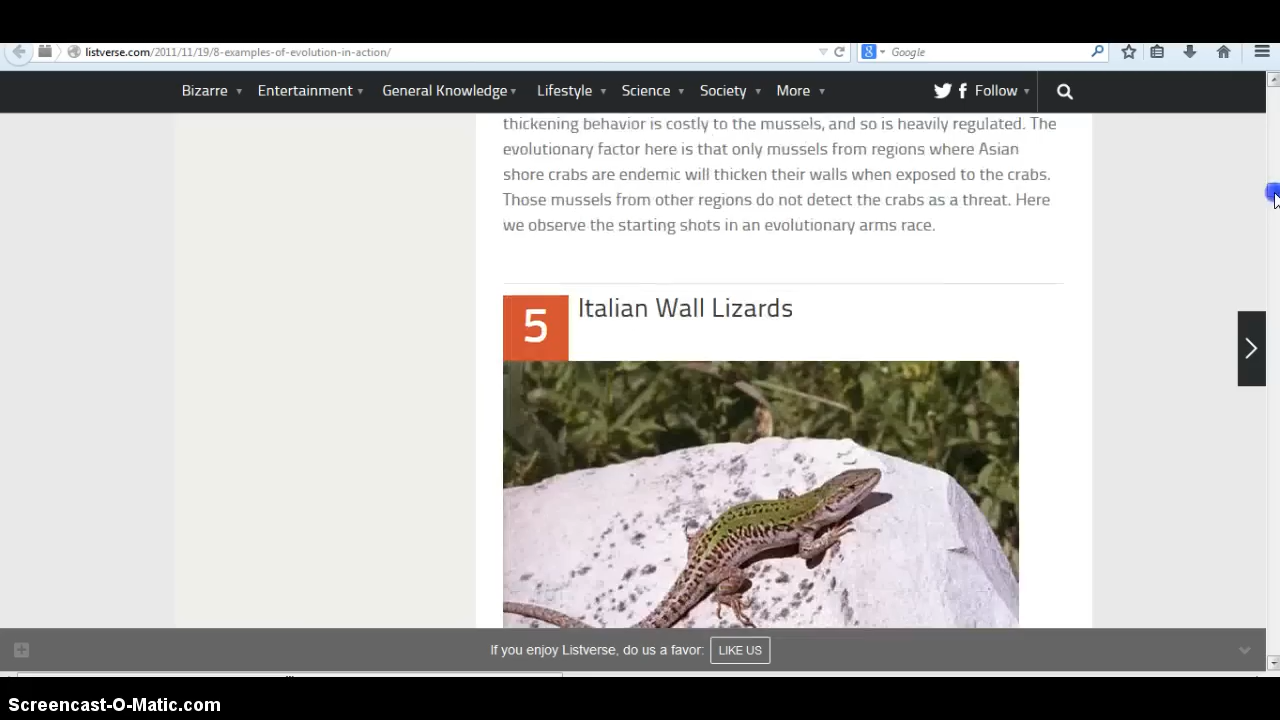 listverse.com/2011/11/19/8-examples-of-evolution-in-action/
Google
Bizarre Entertainment General Knowledge Lifestyle Science Society More Follow
thickening behavior is costly to the mussels, and so is heavily regulated. The
evolutionary factor here is that only mussels from regions where Asian
shore crabs are endemic will thicken their walls when exposed to the crabs.
Those mussels from other regions do not detect the crabs as a threat. Here
we observe the starting shots in an evolutionary arms race.
5 Italian Wall Lizards
If you enjoy Listverse, do us a favor: LIKE US
Screencast-O-Matic.com